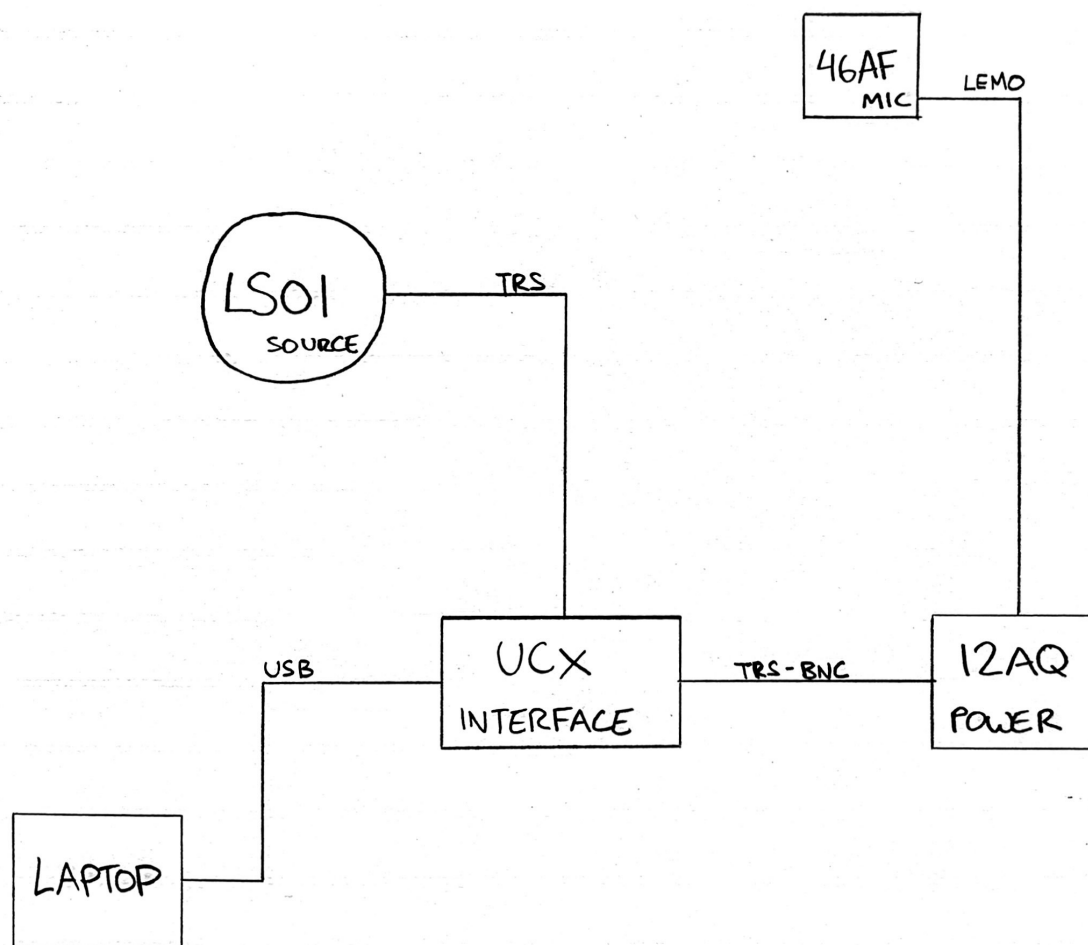 46AF
MIC
LEMO
LS01
SOURCE
TRS
UCX
INTERFACE
USB
TRS-BNC
12AQ
POWER
LAPTOP